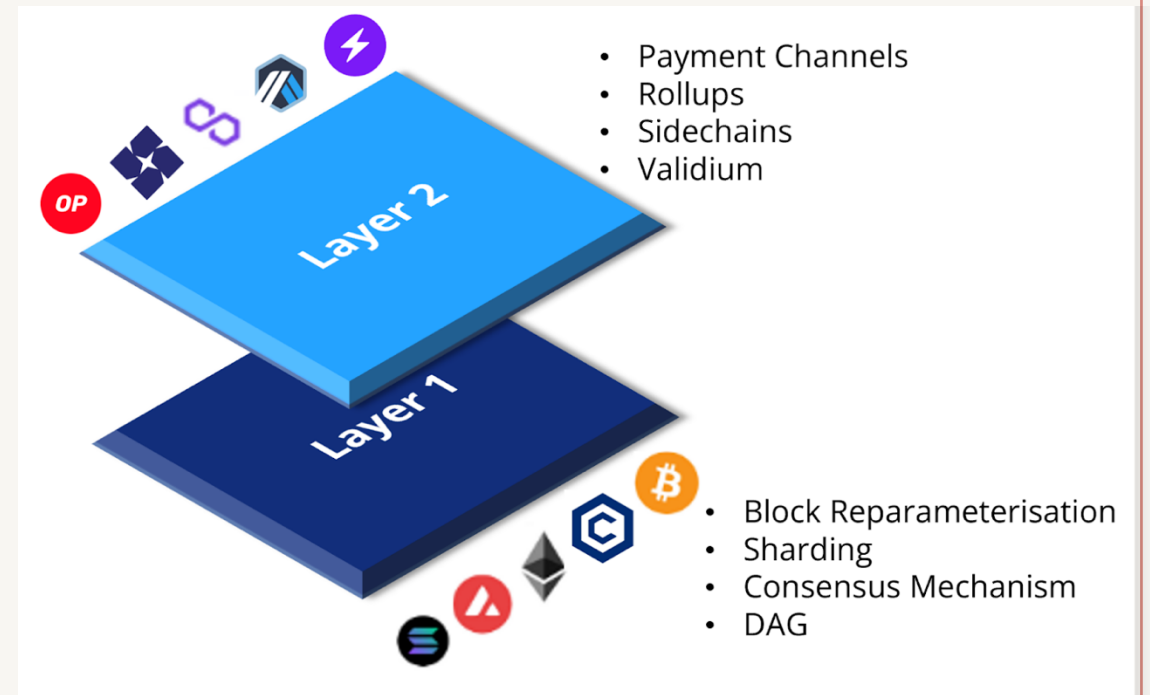 • Payment Channels
• Rollups
• Sidechains
• Validium
OP
Layer 2
Layer 1
• Block Reparameterisation
• Sharding
• Consensus Mechanism
• DAG